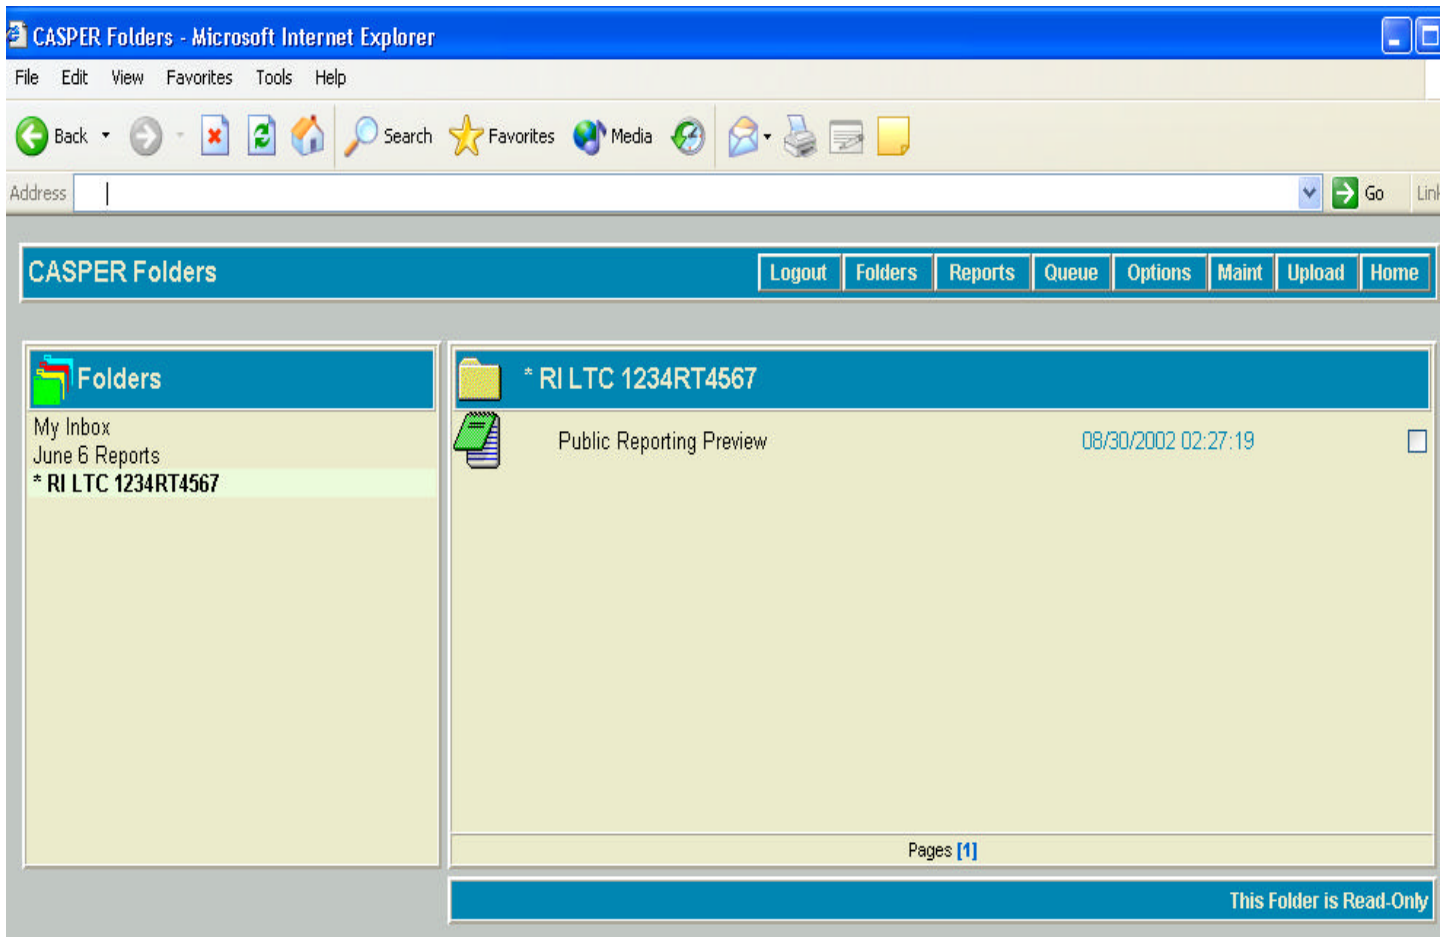 CASPER Folders - Microsoft Internet Explorer
File Edit View Favorites Tools Help
Back Search Favorites Media
Address Go Link
CASPER Folders Logout Folders Reports Queue Options Maint Upload Home
Folders
My Inbox
June 6 Reports
* RI LTC 1234RT4567
* RI LTC 1234RT4567
Public Reporting Preview 08/30/2002 02:27:19
Pages [1]
This Folder is Read-Only